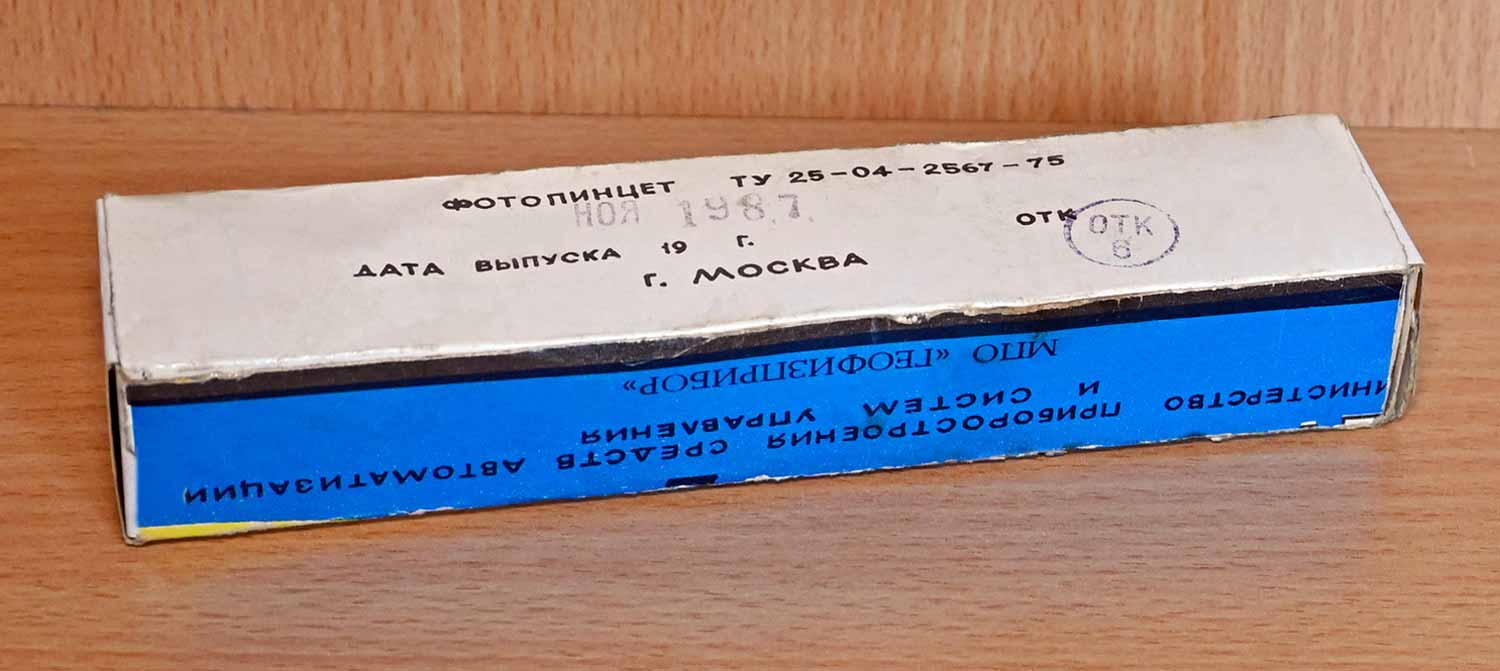 ФОТОПИНЦЕТ ТУ 25-04-2567-75
НОЯ 1987
ДАТА ВЫПУСКА 19 г.
ОТК ОТК
6
г. МОСКВА
ИНИСТЕРСТВО ПРИБОРОСТРОЕНИЯ СРЕДСТВ АВТОМАТИЗАЦИИ
И СИСТЕМ УПРАВЛЕНИЯ
МПО «ГЕОФИЗПРИБОР»